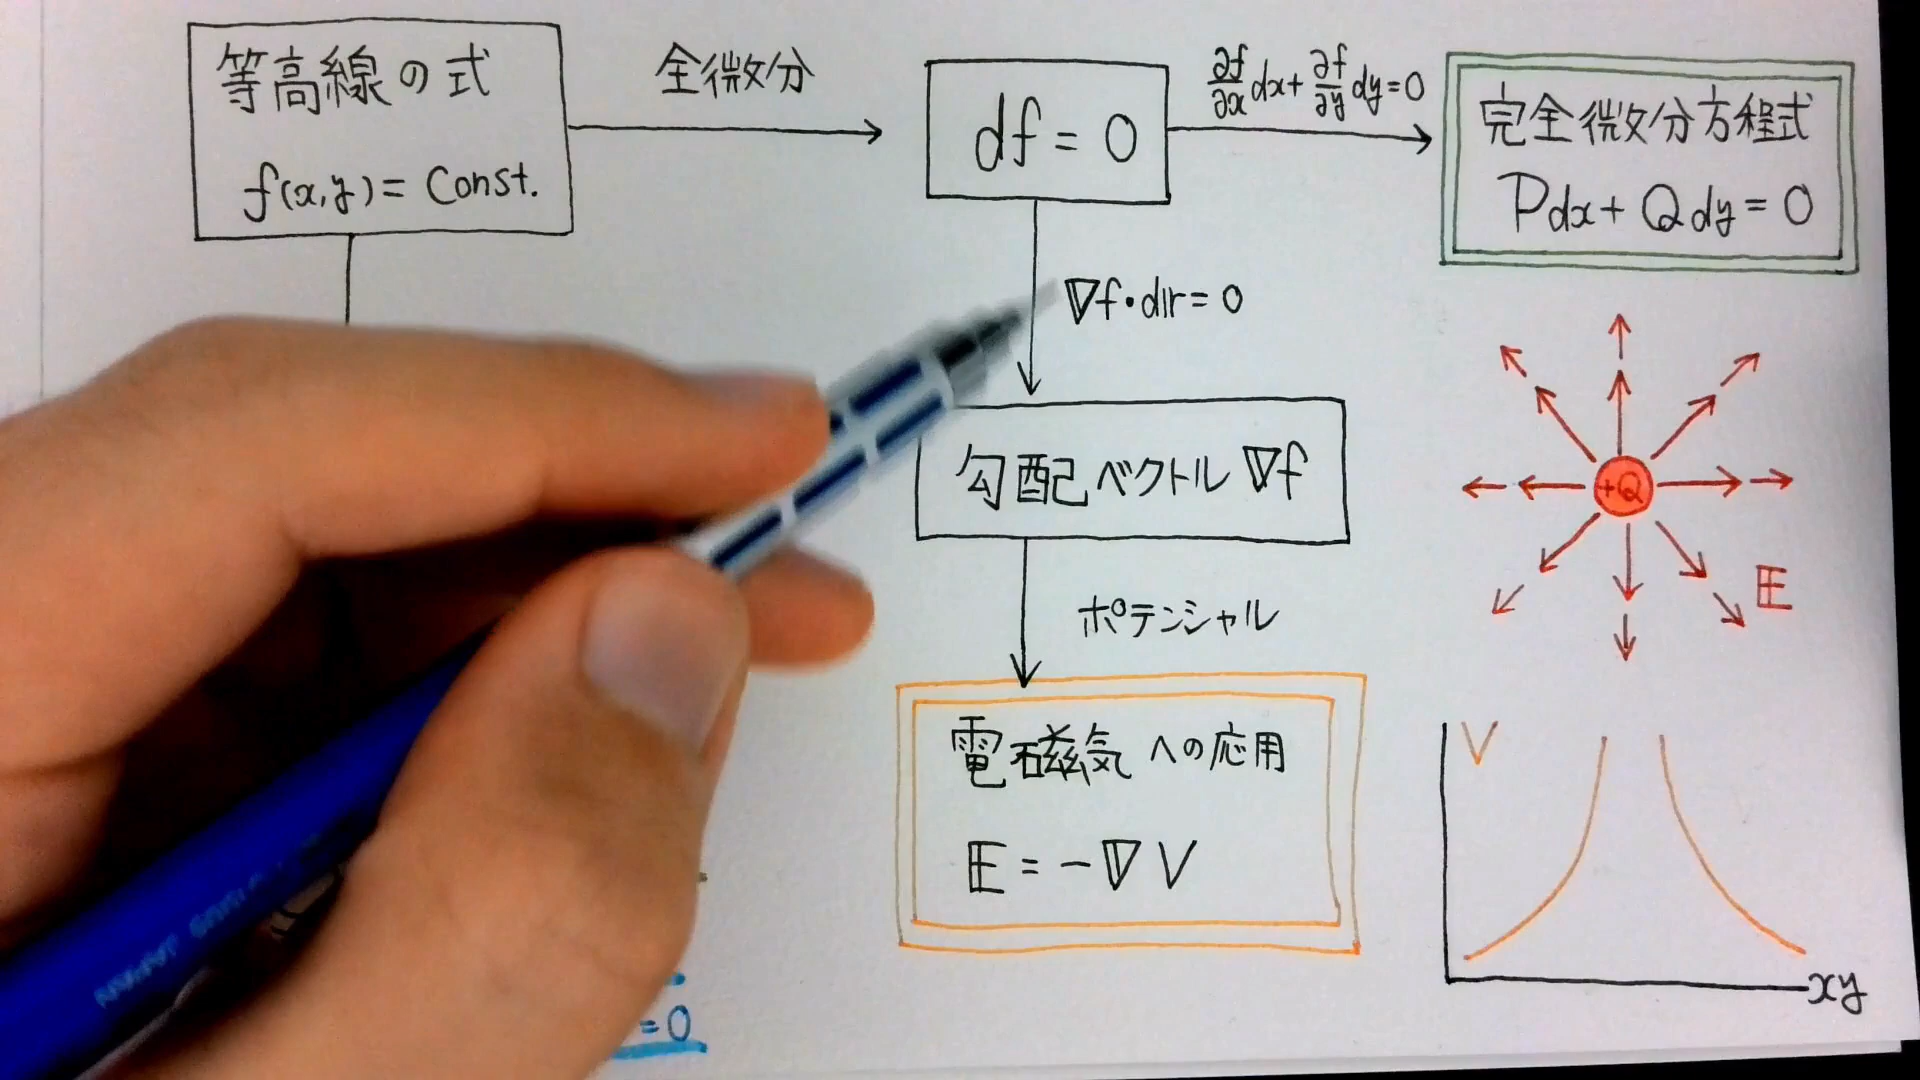 等高線の式
f(x,y)= Const.
全微分
df = 0
∂f/∂x dx + ∂f/∂y dy = 0
完全微分方程式
Pdx + Qdy = 0
∇f・dr = 0
勾配ベクトル ∇f
ポテンシャル
電磁気への応用
E = -∇V
+Q
E
V
xy
=0